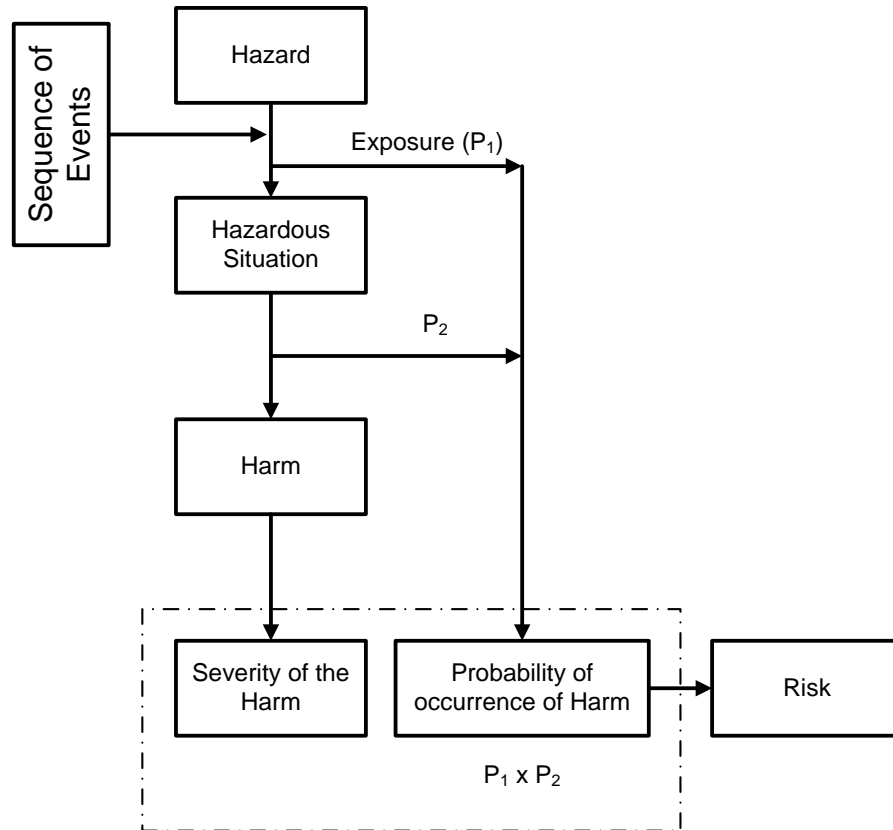 Sequence of
Events
Hazard
Exposure (P₁)
Hazardous
Situation
P₂
Harm
Severity of the
Harm
Probability of
occurrence of Harm
Risk
P₁ x P₂